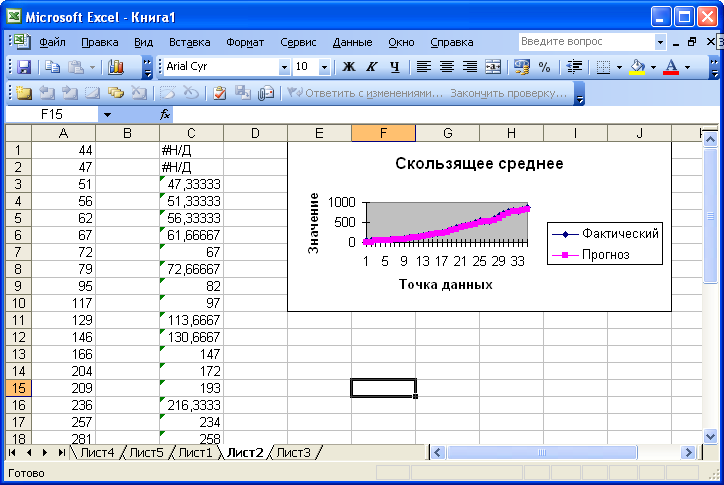 Microsoft Excel - Книга1
Файл Правка Вид Вставка Формат Сервис Данные Окно Справка Введите вопрос
Arial Cyr 10 Ж К Ч %
Ответить с изменениями... Закончить проверку...
F15 fx
A B C D E F G H I J
1 44 #Н/Д
2 47 #Н/Д
3 51 47,33333
4 56 51,33333
5 62 56,33333
6 67 61,66667
7 72 67
8 79 72,66667
9 95 82
10 117 97
11 129 113,6667
12 146 130,6667
13 166 147
14 204 172
15 209 193
16 236 216,3333
17 257 234
18 281 258
Скользящее среднее
Значение
1000
500
0
1 5 9 13 17 21 25 29 33
Точка данных
Фактический
Прогноз
Лист4 Лист5 Лист1 Лист2 Лист3
Готово